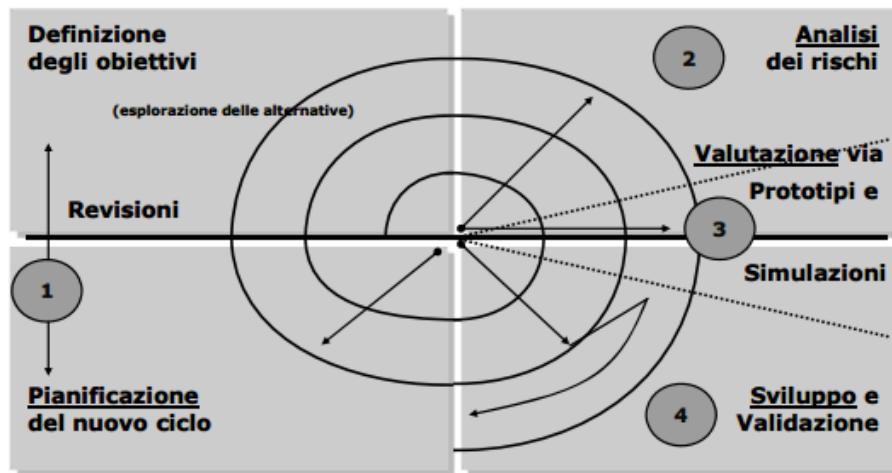 Definizione
degli obiettivi
(esplorazione delle alternative)
Revisioni
1
Pianificazione
del nuovo ciclo
2
Analisi
dei rischi
Valutazione via
Prototipi e
3
Simulazioni
4
Sviluppo e
Validazione